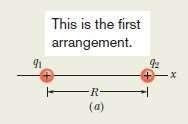 This is the first
arrangement.
q1 q2
+ + x
R
(a)